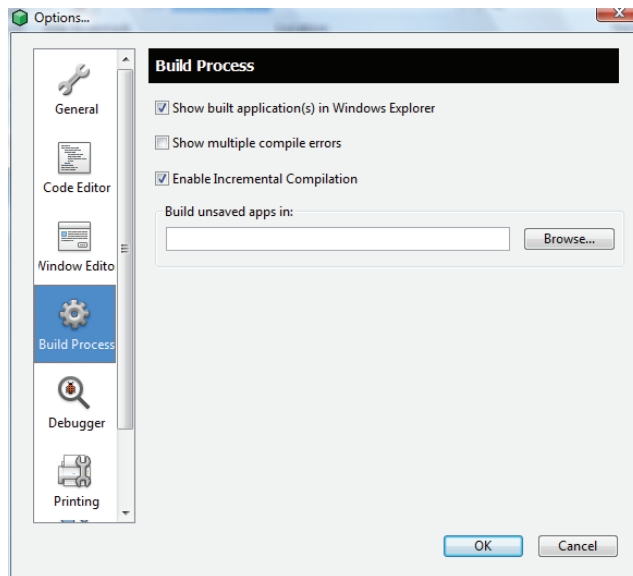 Options...
Build Process
General
Code Editor
Window Edito
Build Process
Debugger
Printing
Show built application(s) in Windows Explorer
Show multiple compile errors
Enable Incremental Compilation
Build unsaved apps in:
Browse...
OK
Cancel